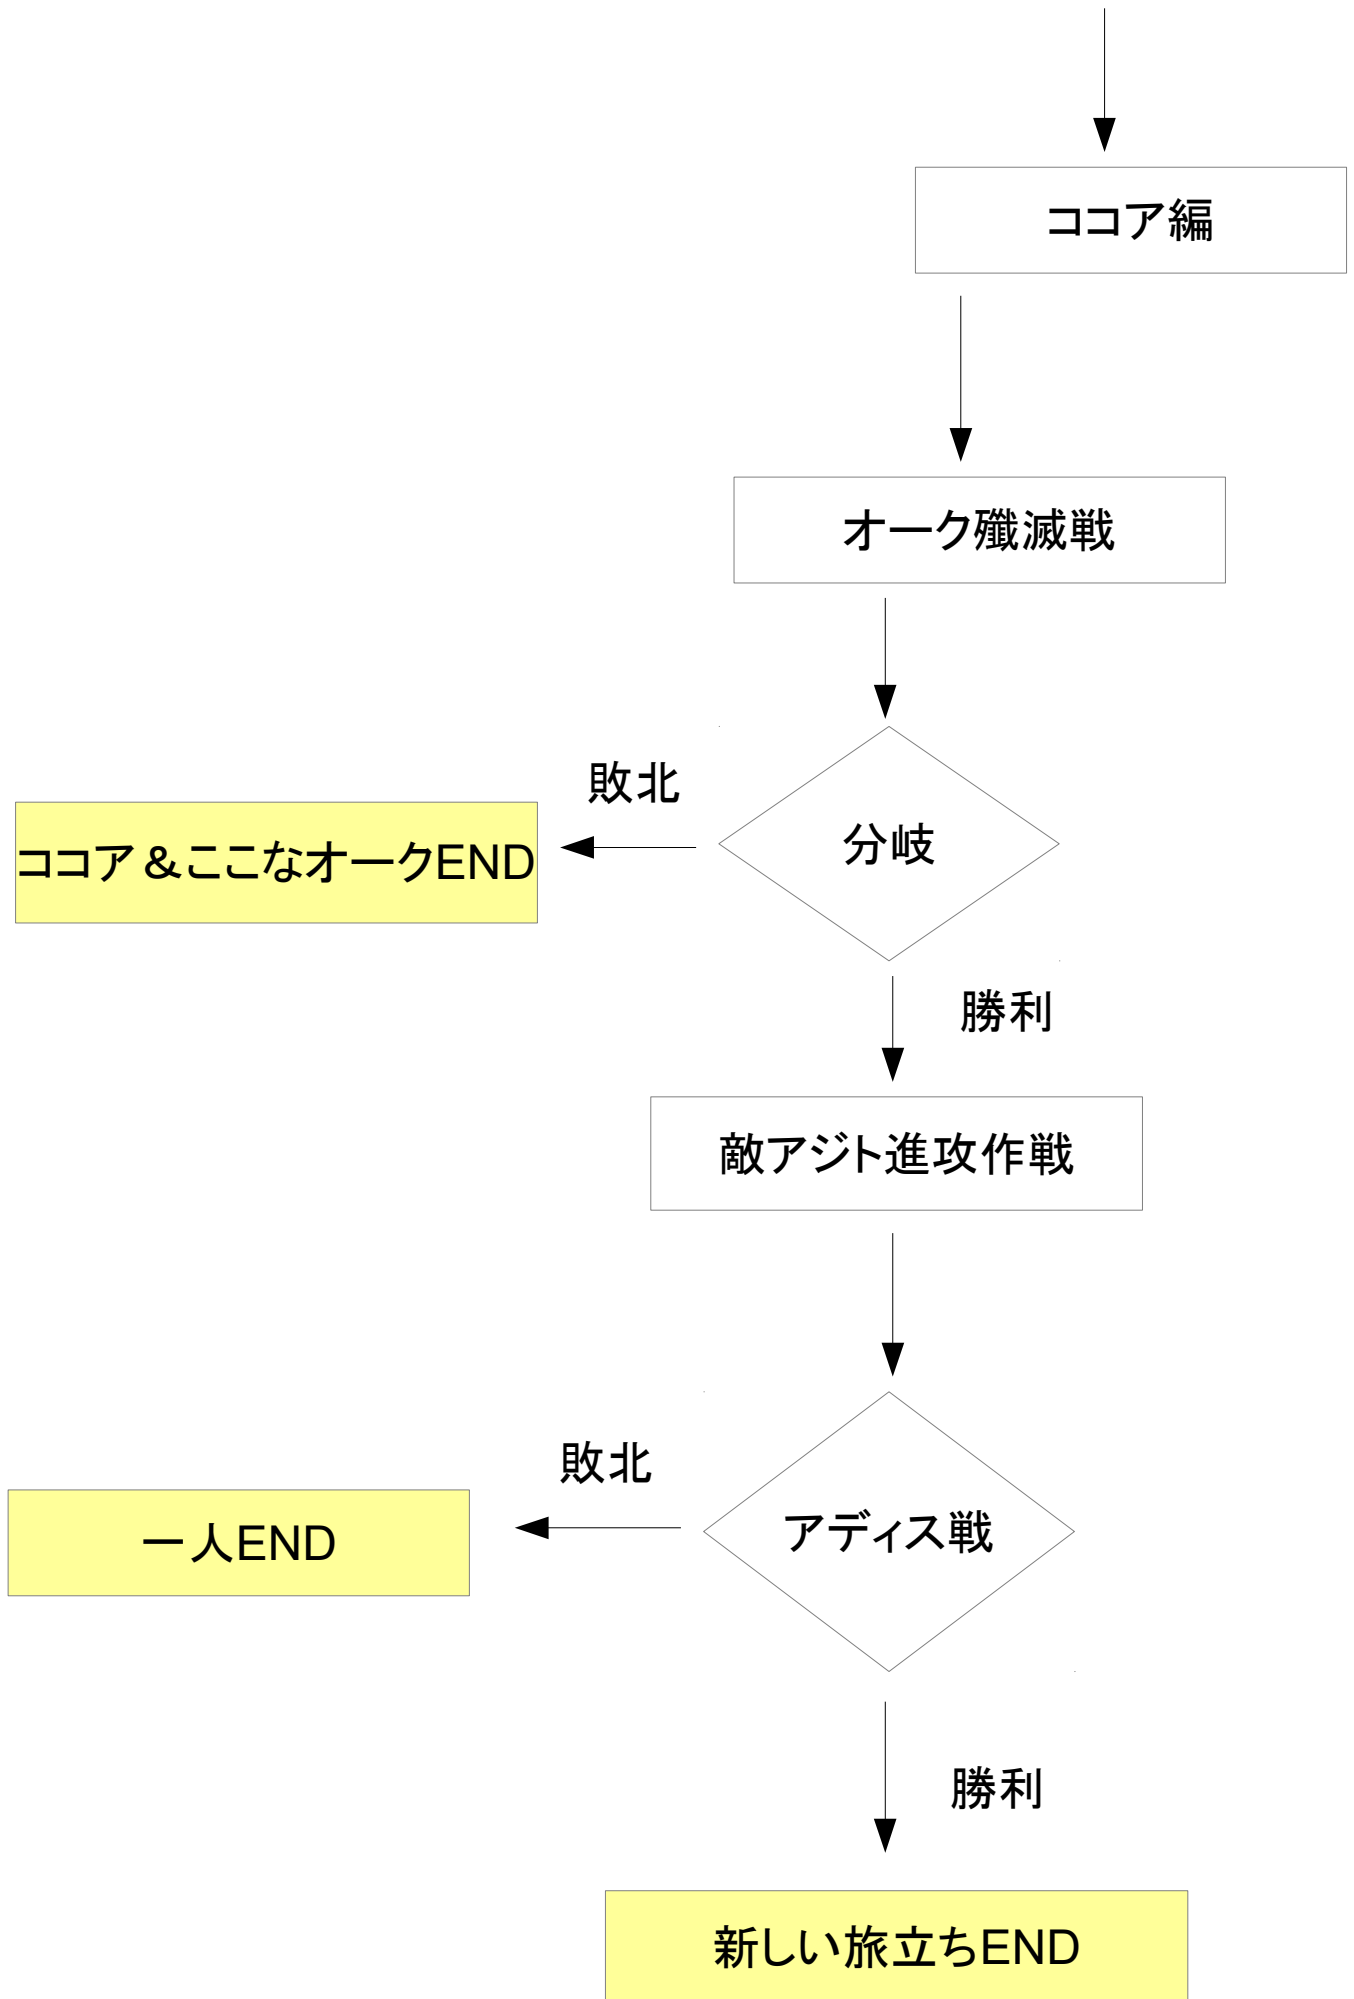 ココア編
オーク殲滅戦
敗北
分岐
ココア&ここなオークEND
勝利
敵アジト進攻作戦
敗北
アディス戦
一人END
勝利
新しい旅立ちEND